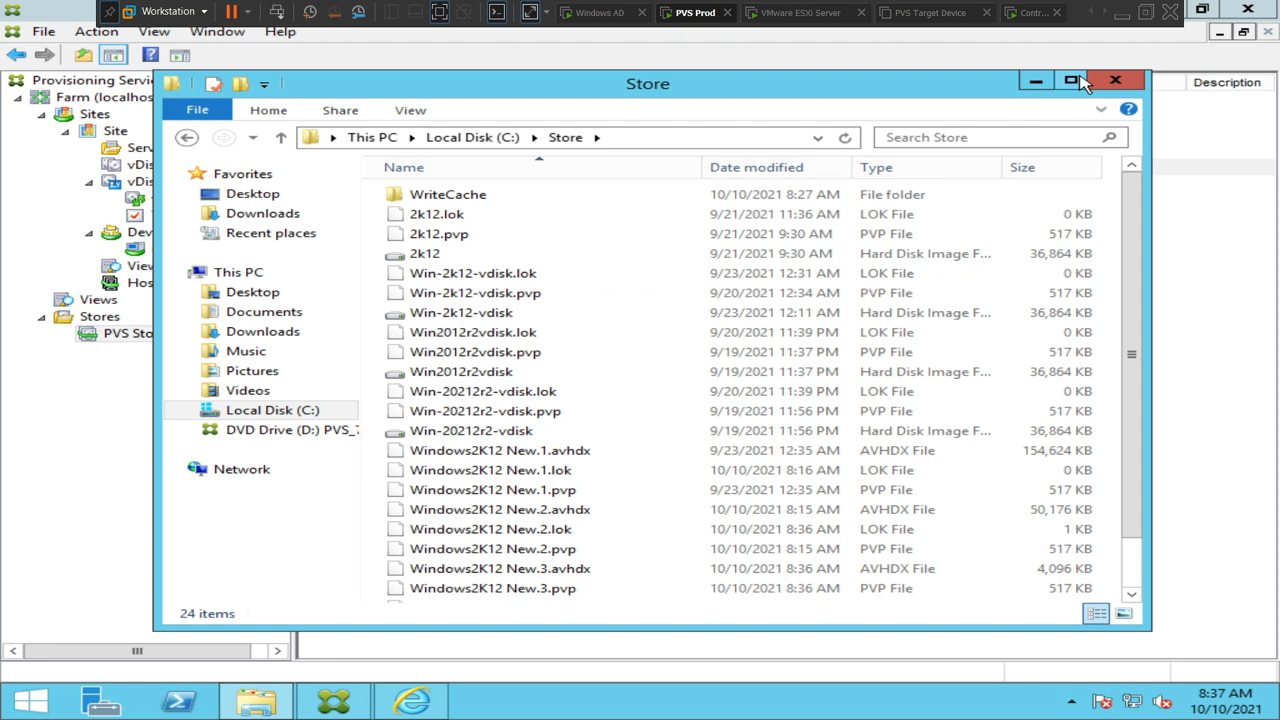 Workstation
Windows AD
PVS Prod
VMware ESXi Server
PVS Target Device
Contr...
File Action View Window Help
Provisioning Servi
Farm (localhos
Sites
Site
Serv
vDis
vDis
Dev
View
Hos
Views
Stores
PVS Sto
Description
Store
File Home Share View
This PC Local Disk (C:) Store
Search Store
Favorites
Desktop
Downloads
Recent places
This PC
Desktop
Documents
Downloads
Music
Pictures
Videos
Local Disk (C:)
DVD Drive (D:) PVS_7
Network
Name Date modified Type Size
WriteCache 10/10/2021 8:27 AM File folder
2k12.lok 9/21/2021 11:36 AM LOK File 0 KB
2k12.pvp 9/21/2021 9:30 AM PVP File 517 KB
2k12 9/21/2021 9:30 AM Hard Disk Image F... 36,864 KB
Win-2k12-vdisk.lok 9/23/2021 12:31 AM LOK File 0 KB
Win-2k12-vdisk.pvp 9/20/2021 12:34 AM PVP File 517 KB
Win-2k12-vdisk 9/23/2021 12:11 AM Hard Disk Image F... 36,864 KB
Win2012r2vdisk.lok 9/20/2021 11:39 PM LOK File 0 KB
Win2012r2vdisk.pvp 9/19/2021 11:37 PM PVP File 517 KB
Win2012r2vdisk 9/19/2021 11:37 PM Hard Disk Image F... 36,864 KB
Win-20212r2-vdisk.lok 9/20/2021 11:39 PM LOK File 0 KB
Win-20212r2-vdisk.pvp 9/19/2021 11:56 PM PVP File 517 KB
Win-20212r2-vdisk 9/19/2021 11:56 PM Hard Disk Image F... 36,864 KB
Windows2K12 New.1.avhdx 9/23/2021 12:35 AM AVHDX File 154,624 KB
Windows2K12 New.1.lok 10/10/2021 8:16 AM LOK File 0 KB
Windows2K12 New.1.pvp 9/23/2021 12:35 AM PVP File 517 KB
Windows2K12 New.2.avhdx 10/10/2021 8:15 AM AVHDX File 50,176 KB
Windows2K12 New.2.lok 10/10/2021 8:36 AM LOK File 1 KB
Windows2K12 New.2.pvp 10/10/2021 8:15 AM PVP File 517 KB
Windows2K12 New.3.avhdx 10/10/2021 8:36 AM AVHDX File 4,096 KB
Windows2K12 New.3.pvp 10/10/2021 8:36 AM PVP File 517 KB
24 items
8:37 AM
10/10/2021